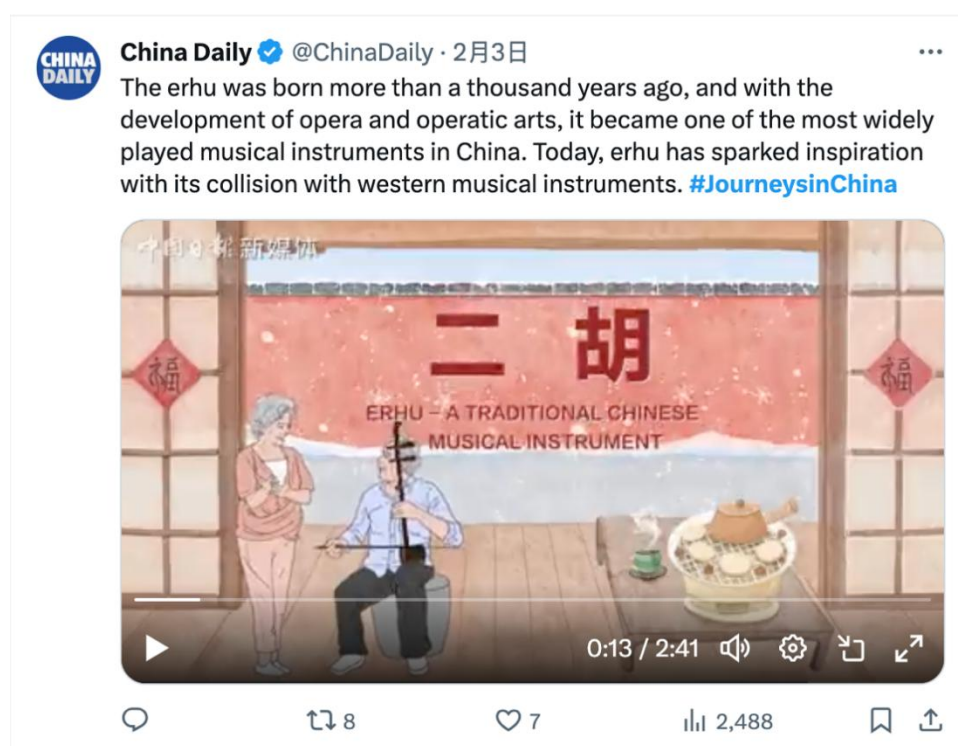 CHINA
DAILY
China Daily @ChinaDaily · 2月3日
The erhu was born more than a thousand years ago, and with the
development of opera and operatic arts, it became one of the most widely
played musical instruments in China. Today, erhu has sparked inspiration
with its collision with western musical instruments. #JourneysinChina
中国日报新媒体
二胡
福
福
ERHU – A TRADITIONAL CHINESE
MUSICAL INSTRUMENT
0:13 / 2:41
8 7 2,488